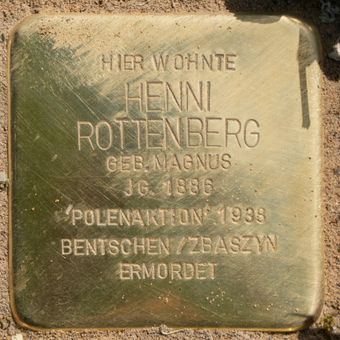 HIER WOHNTE
HENNI
ROTTENBERG
GEB. MAGNUS
JG. 1886
'POLENAKTION' 1938
BENTSCHEN / ZBASZYN
ERMORDET